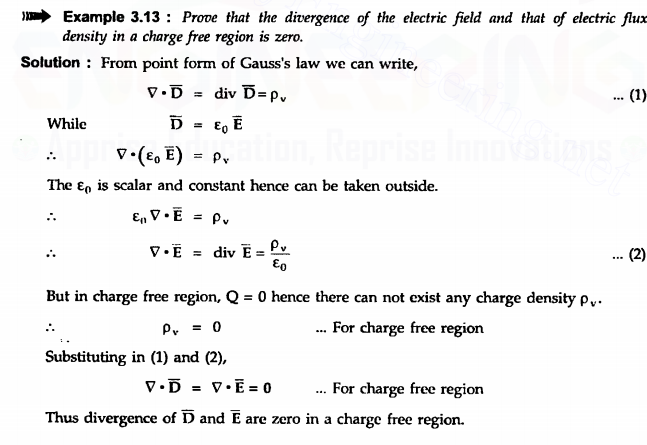 Example 3.13 : Prove that the divergence of the electric field and that of electric flux
density in a charge free region is zero.
Solution : From point form of Gauss's law we can write,
∇ • D̅ = div D̅ = ρᵥ ... (1)
While D̅ = ε₀ E̅
∴ ∇ • (ε₀ E̅) = ρᵥ
The ε₀ is scalar and constant hence can be taken outside.
∴ ε₀ ∇ • E̅ = ρᵥ
∴ ∇ • E̅ = div E̅ = ρᵥ/ε₀ ... (2)
But in charge free region, Q = 0 hence there can not exist any charge density ρᵥ.
∴ ρᵥ = 0 ... For charge free region
Substituting in (1) and (2),
∇ • D̅ = ∇ • E̅ = 0 ... For charge free region
Thus divergence of D̅ and E̅ are zero in a charge free region.